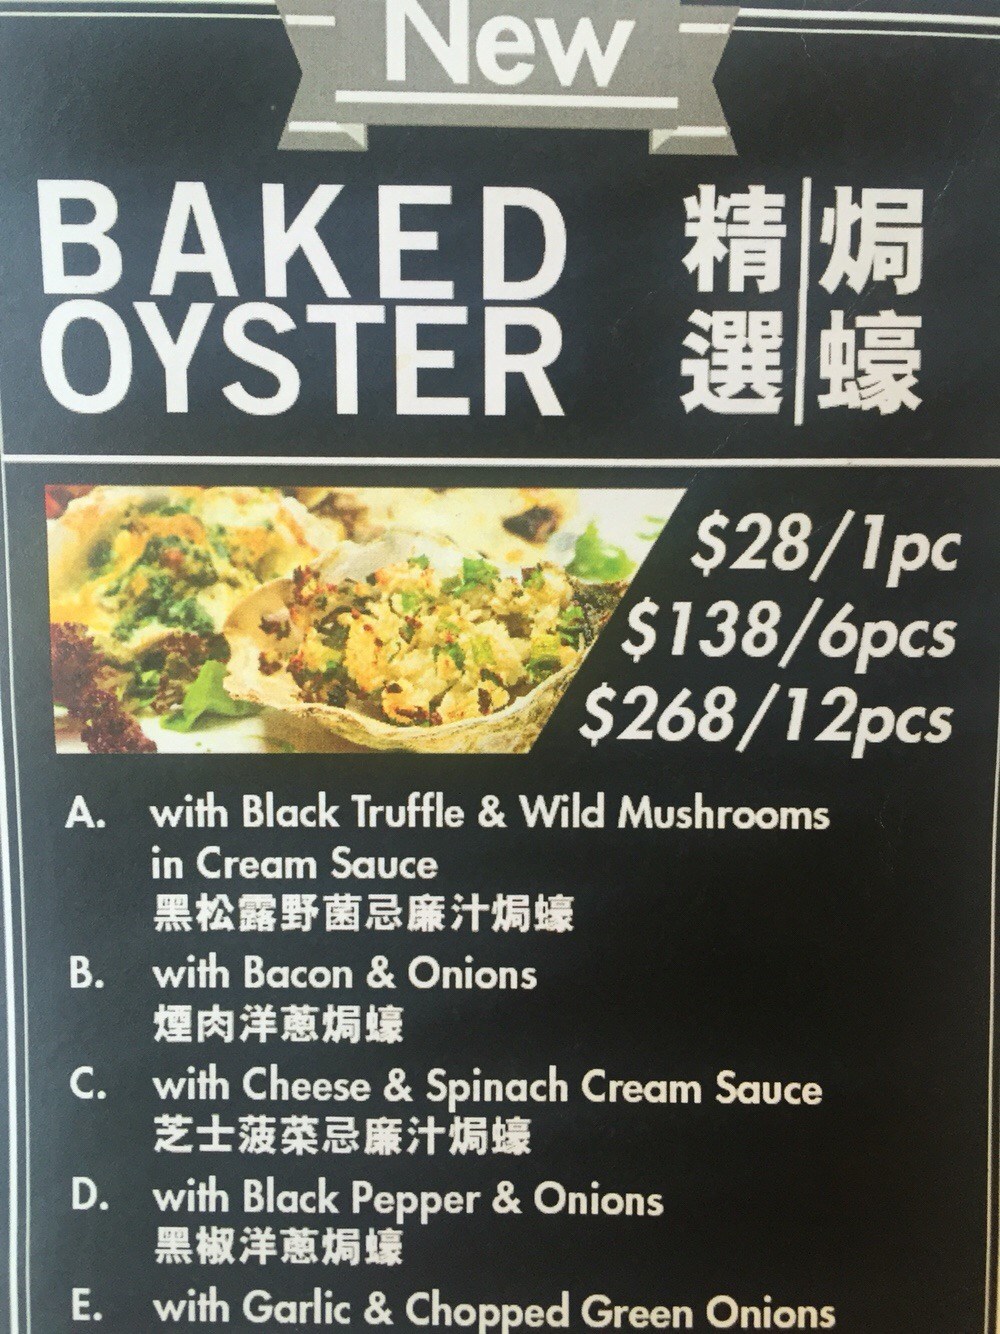 New
BAKED
OYSTER
精選
焗蠔
$28/1pc
$138/6pcs
$268/12pcs
A. with Black Truffle & Wild Mushrooms
in Cream Sauce
黑松露野菌忌廉汁焗蠔
B. with Bacon & Onions
煙肉洋蔥焗蠔
C. with Cheese & Spinach Cream Sauce
芝士菠菜忌廉汁焗蠔
D. with Black Pepper & Onions
黑椒洋蔥焗蠔
E. with Garlic & Chopped Green Onions